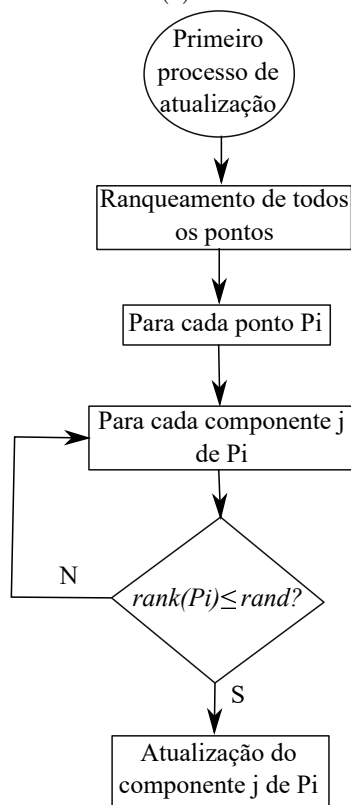 Primeiro
processo de
atualização
Ranqueamento de todos
os pontos
Para cada ponto Pi
Para cada componente j
de Pi
N
rank(Pi)≤rand?
S
Atualização do
componente j de Pi